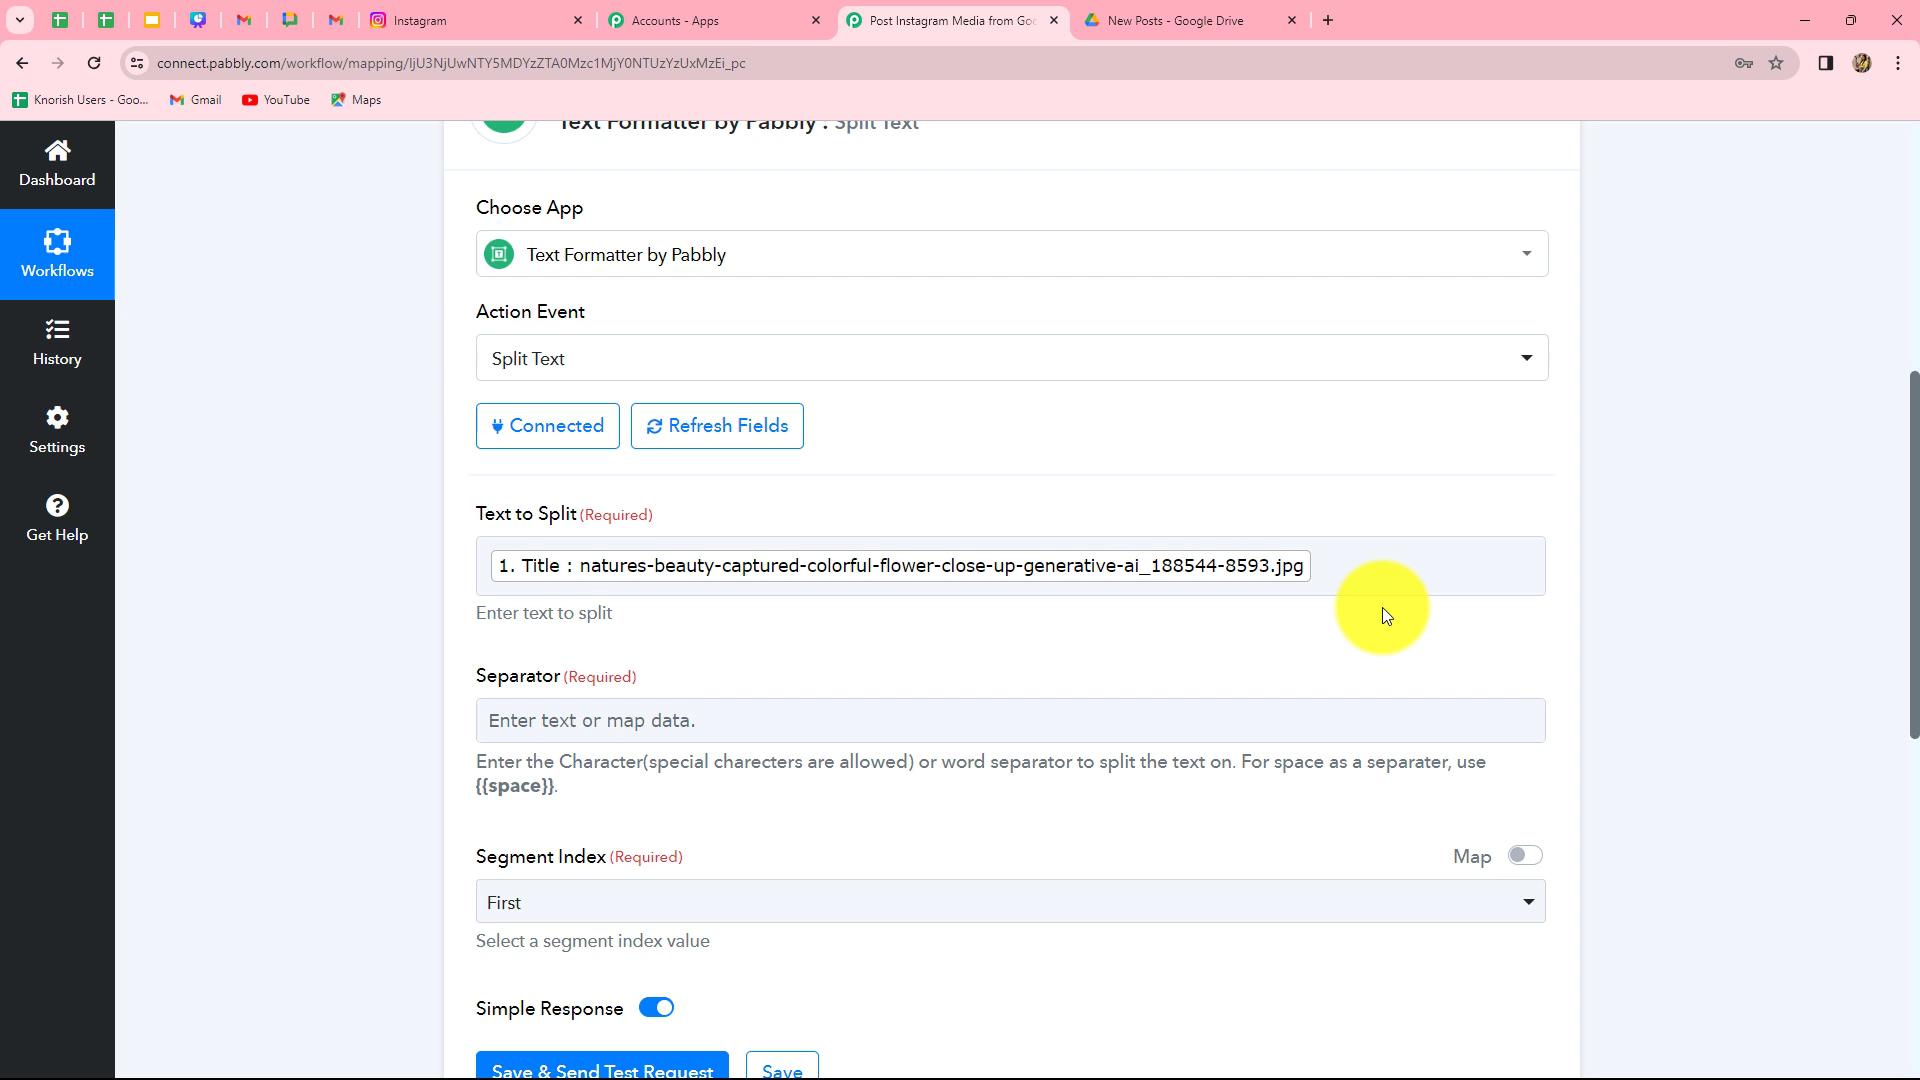 Instagram
Accounts - Apps
Post Instagram Media from Goo
New Posts - Google Drive
connect.pabbly.com/workflow/mapping/IjU3NjUwNTY5MDYzZTA0Mzc1MjY0NTUzYzUxMzEi_pc
Knorish Users - Goo...
Gmail
YouTube
Maps
Text Formatter by Pabbly : Split Text
Dashboard
Workflows
History
Settings
Get Help
Choose App
Text Formatter by Pabbly
Action Event
Split Text
Connected
Refresh Fields
Text to Split (Required)
1. Title : natures-beauty-captured-colorful-flower-close-up-generative-ai_188544-8593.jpg
Enter text to split
Separator (Required)
Enter text or map data.
Enter the Character(special charecters are allowed) or word separator to split the text on. For space as a separater, use
{{space}}.
Segment Index (Required)
Map
First
Select a segment index value
Simple Response
Save & Send Test Request
Save